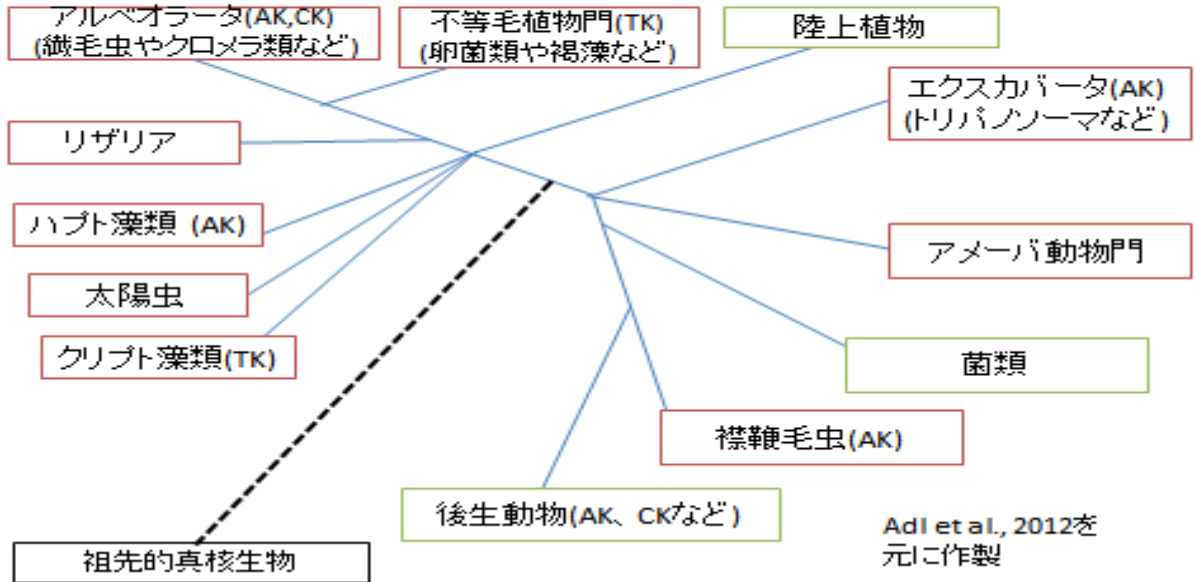 アルベオラータ(AK,CK)
(繊毛虫やクロメラ類など)
不等毛植物門(TK)
(卵菌類や褐藻など)
陸上植物
エクスカバータ(AK)
(トリパノソーマなど)
リザリア
ハプト藻類 (AK)
アメーバ動物門
太陽虫
クリプト藻類(TK)
菌類
襟鞭毛虫(AK)
後生動物(AK、CKなど)
Adl et al., 2012を
元に作製
祖先的真核生物